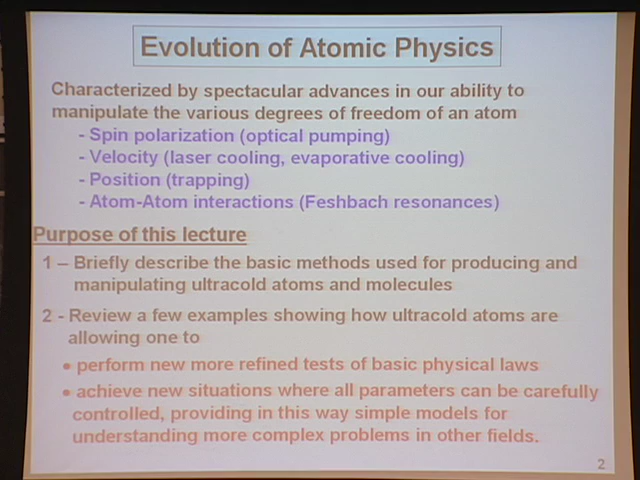 Evolution of Atomic Physics
Characterized by spectacular advances in our ability to
manipulate the various degrees of freedom of an atom
- Spin polarization (optical pumping)
- Velocity (laser cooling, evaporative cooling)
- Position (trapping)
- Atom-Atom interactions (Feshbach resonances)
Purpose of this lecture
1 – Briefly describe the basic methods used for producing and
manipulating ultracold atoms and molecules
2 - Review a few examples showing how ultracold atoms are
allowing one to
• perform new more refined tests of basic physical laws
• achieve new situations where all parameters can be carefully
controlled, providing in this way simple models for
understanding more complex problems in other fields.
2